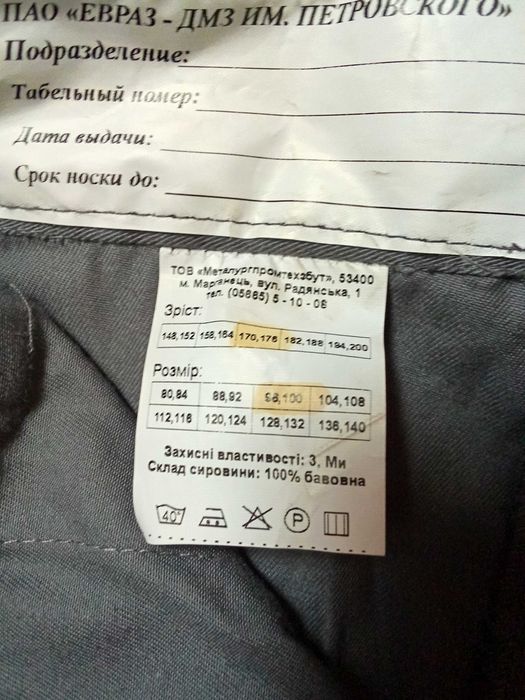 ПАО «ЕВРАЗ - ДМЗ ИМ. ПЕТРОВСКОГО»
Подразделение:
Табельный номер:
Дата выдачи:
Срок носки до:
ТОВ «Металургпромтехзбут», 53400
м. Марганець, вул. Радянська, 1
тел. (05665) 5 - 10 - 06
Зріст:
148,152 158,164 170,176 182,188 194,200
Розмір:
80,84 88,92 96,100 104,108
112,116 120,124 128,132 136,140
Захисні властивості: З, Ми
Склад сировини: 100% бавовна
40° P